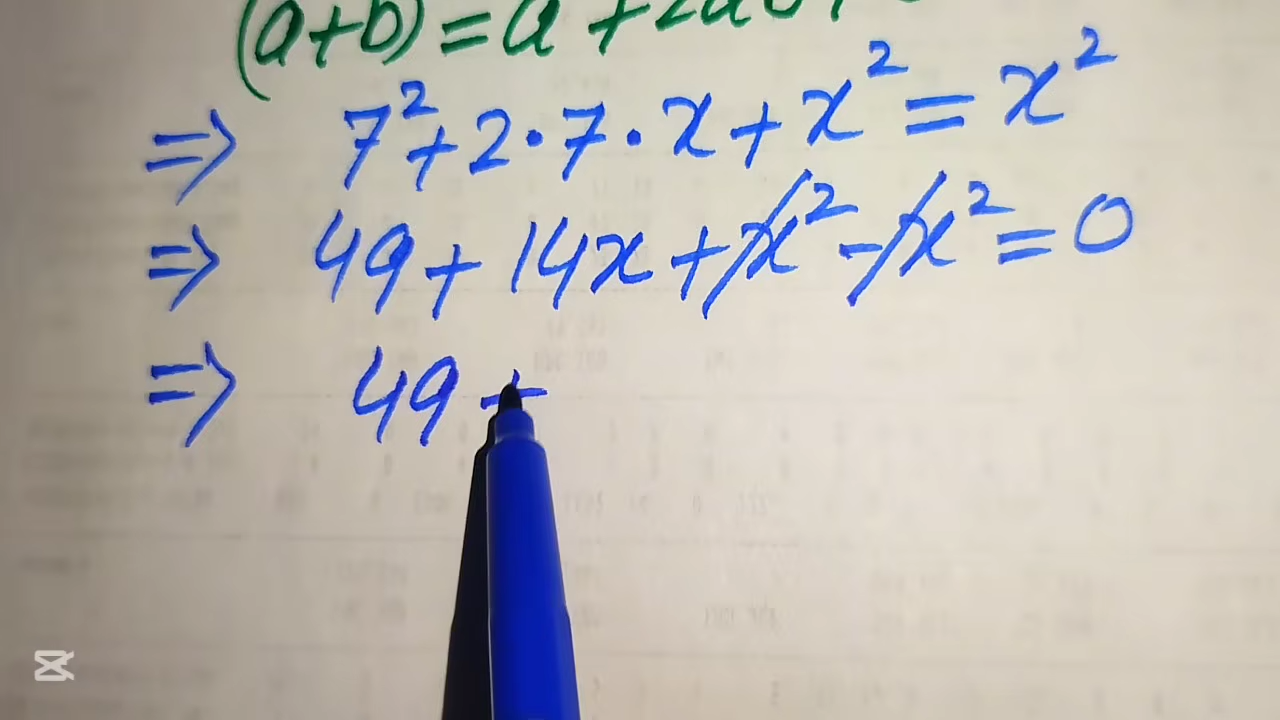 (a+b) = a + 2ab +
⇒ 7² + 2·7·x + x² = x²
⇒ 49 + 14x + x² - x² = 0
⇒ 49 +